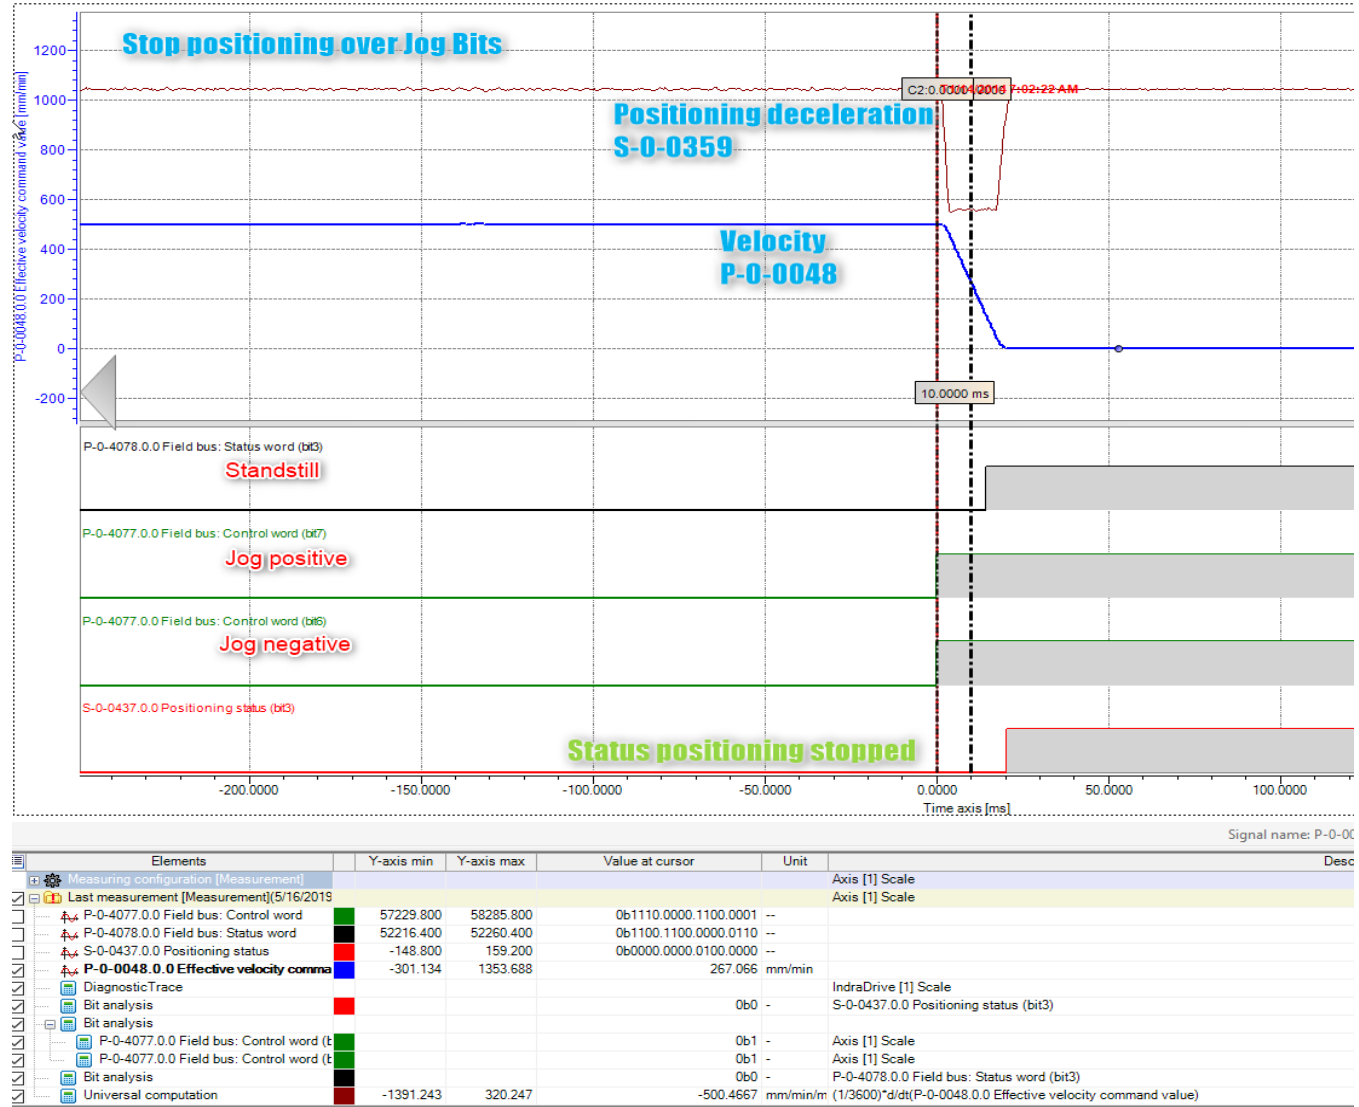 Stop positioning over Jog Bits
1200
1000
800
600
400
200
0
-200
P-0-0048.0.0 Effective velocity command value [mm/min]
C2:0.0000
7:02:22 AM
Positioning deceleration
S-0-0359
Velocity
P-0-0048
10.0000 ms
P-0-4078.0.0 Field bus: Status word (bit3)
Standstill
P-0-4077.0.0 Field bus: Control word (bit7)
Jog positive
P-0-4077.0.0 Field bus: Control word (bit6)
Jog negative
S-0-0437.0.0 Positioning status (bit3)
Status positioning stopped
-200.0000 -150.0000 -100.0000 -50.0000 0.0000 50.0000 100.0000
Time axis [ms]
Signal name: P-0-00
Elements Y-axis min Y-axis max Value at cursor Unit Desc
Measuring configuration [Measurement] Axis [1] Scale
Last measurement [Measurement](5/16/2019 Axis [1] Scale
P-0-4077.0.0 Field bus: Control word 57229.800 58285.800 0b1110.0000.1100.0001 --
P-0-4078.0.0 Field bus: Status word 52216.400 52260.400 0b1100.1100.0000.0110 --
S-0-0437.0.0 Positioning status -148.800 159.200 0b0000.0000.0100.0000 --
P-0-0048.0.0 Effective velocity comma -301.134 1353.688 267.066 mm/min
DiagnosticTrace IndraDrive [1] Scale
Bit analysis 0b0 - S-0-0437.0.0 Positioning status (bit3)
Bit analysis
P-0-4077.0.0 Field bus: Control word (b 0b1 - Axis [1] Scale
P-0-4077.0.0 Field bus: Control word (b 0b1 - Axis [1] Scale
Bit analysis 0b0 - P-0-4078.0.0 Field bus: Status word (bit3)
Universal computation -1391.243 320.247 -500.4667 mm/min/m (1/3600)*d/dt(P-0-0048.0.0 Effective velocity command value)